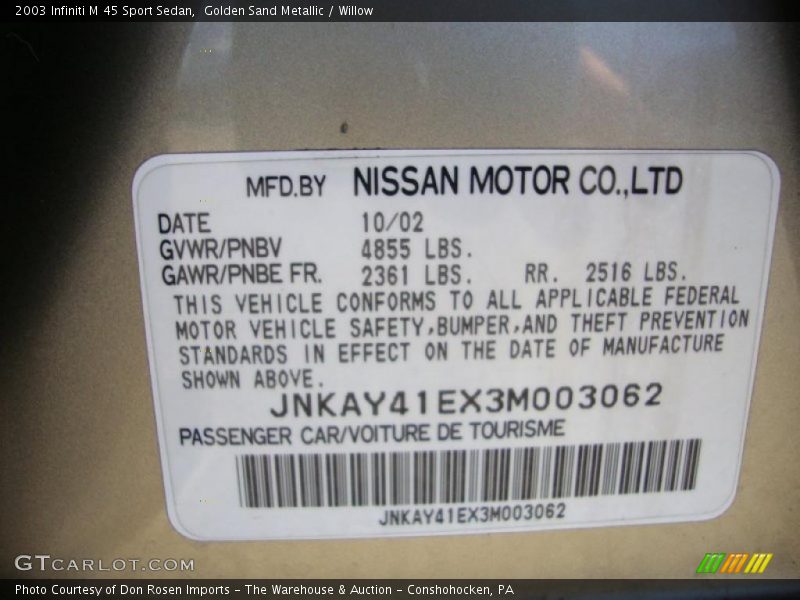 2003 Infiniti M 45 Sport Sedan,  Golden Sand Metallic / Willow
MFD.BY NISSAN MOTOR CO.,LTD
DATE 10/02
GVWR/PNBV 4855 LBS.
GAWR/PNBE FR. 2361 LBS. RR. 2516 LBS.
THIS VEHICLE CONFORMS TO ALL APPLICABLE FEDERAL
MOTOR VEHICLE SAFETY,BUMPER,AND THEFT PREVENTION
STANDARDS IN EFFECT ON THE DATE OF MANUFACTURE
SHOWN ABOVE.
JNKAY41EX3M003062
PASSENGER CAR/VOITURE DE TOURISME
JNKAY41EX3M003062
GTCARLOT.COM
Photo Courtesy of Don Rosen Imports - The Warehouse & Auction - Conshohocken, PA